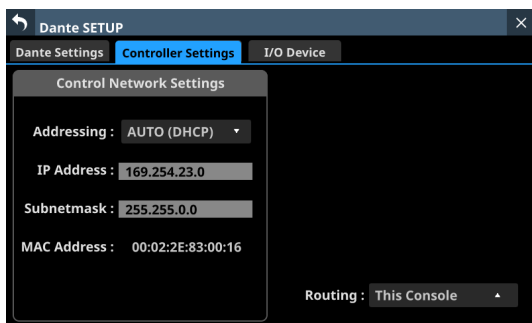 Dante SETUP
Dante Settings Controller Settings I/O Device
Control Network Settings
Addressing : AUTO (DHCP)
IP Address : 169.254.23.0
Subnetmask : 255.255.0.0
MAC Address : 00:02:2E:83:00:16
Routing : This Console